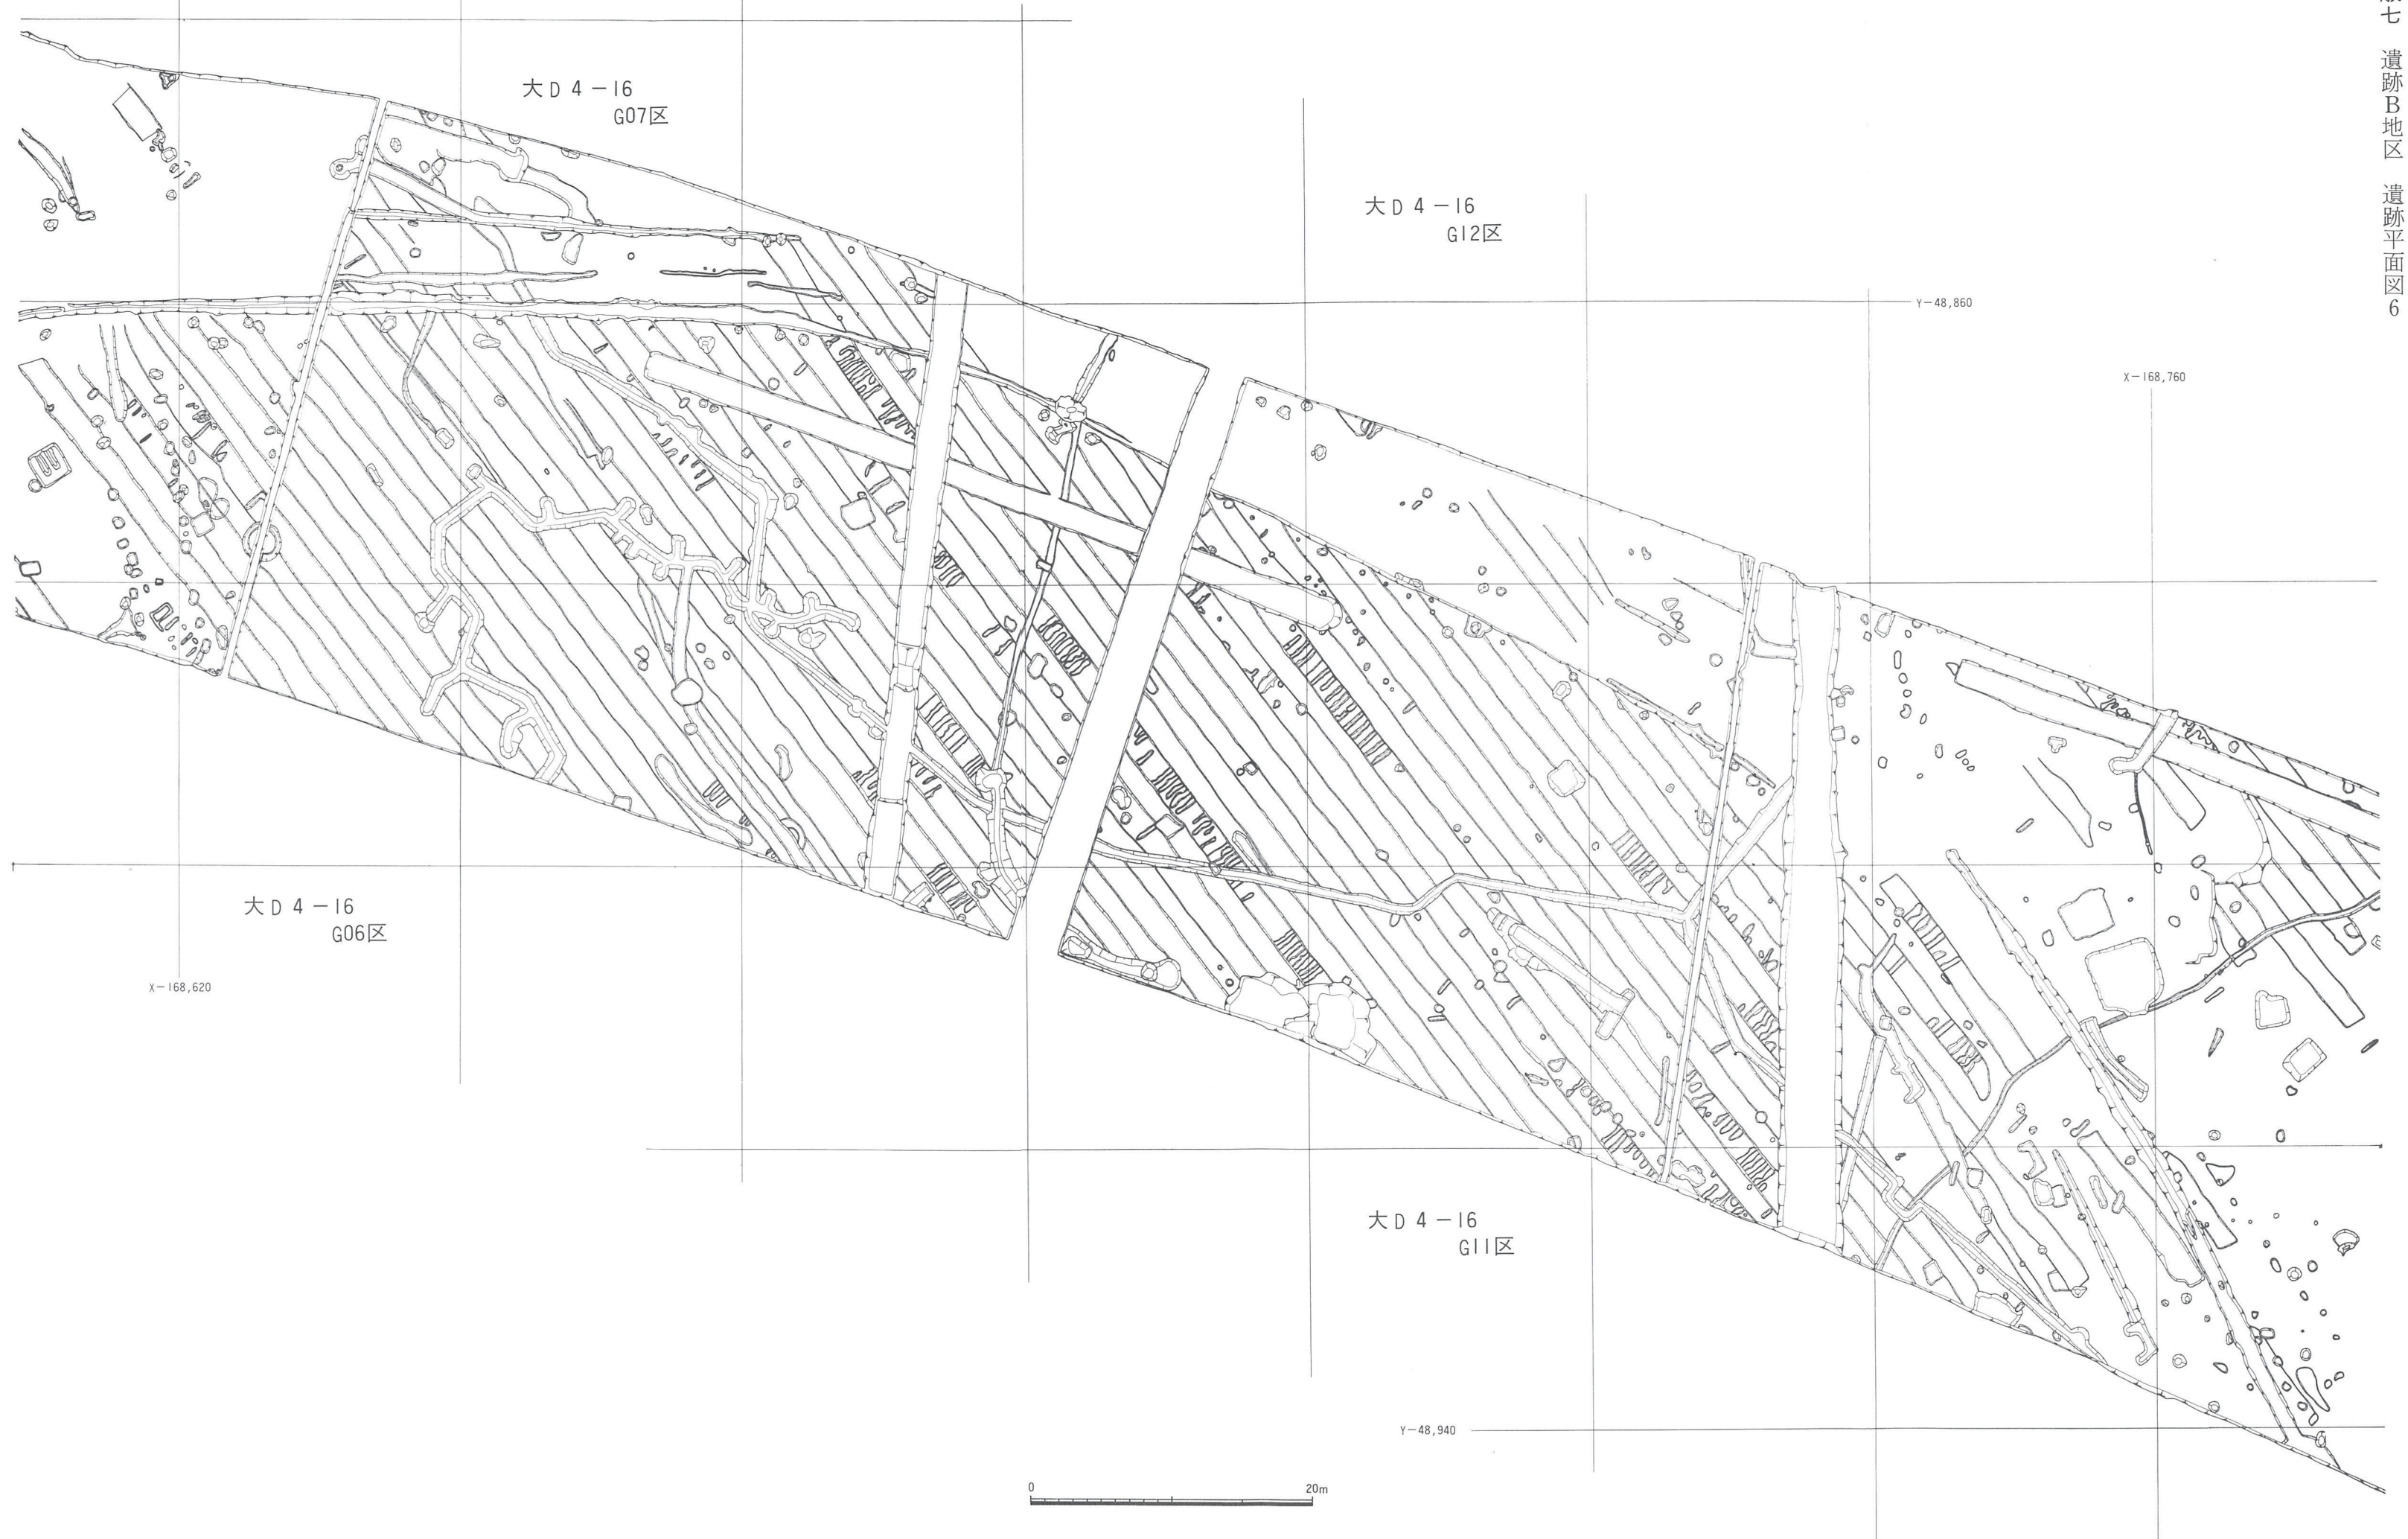 七 遺跡B地区 遺跡平面図6
大D4-16
G07区
大D4-16
G12区
Y-48,860
X-168,760
大D4-16
G06区
X-168,620
大D4-16
G11区
Y-48,940
0 20m